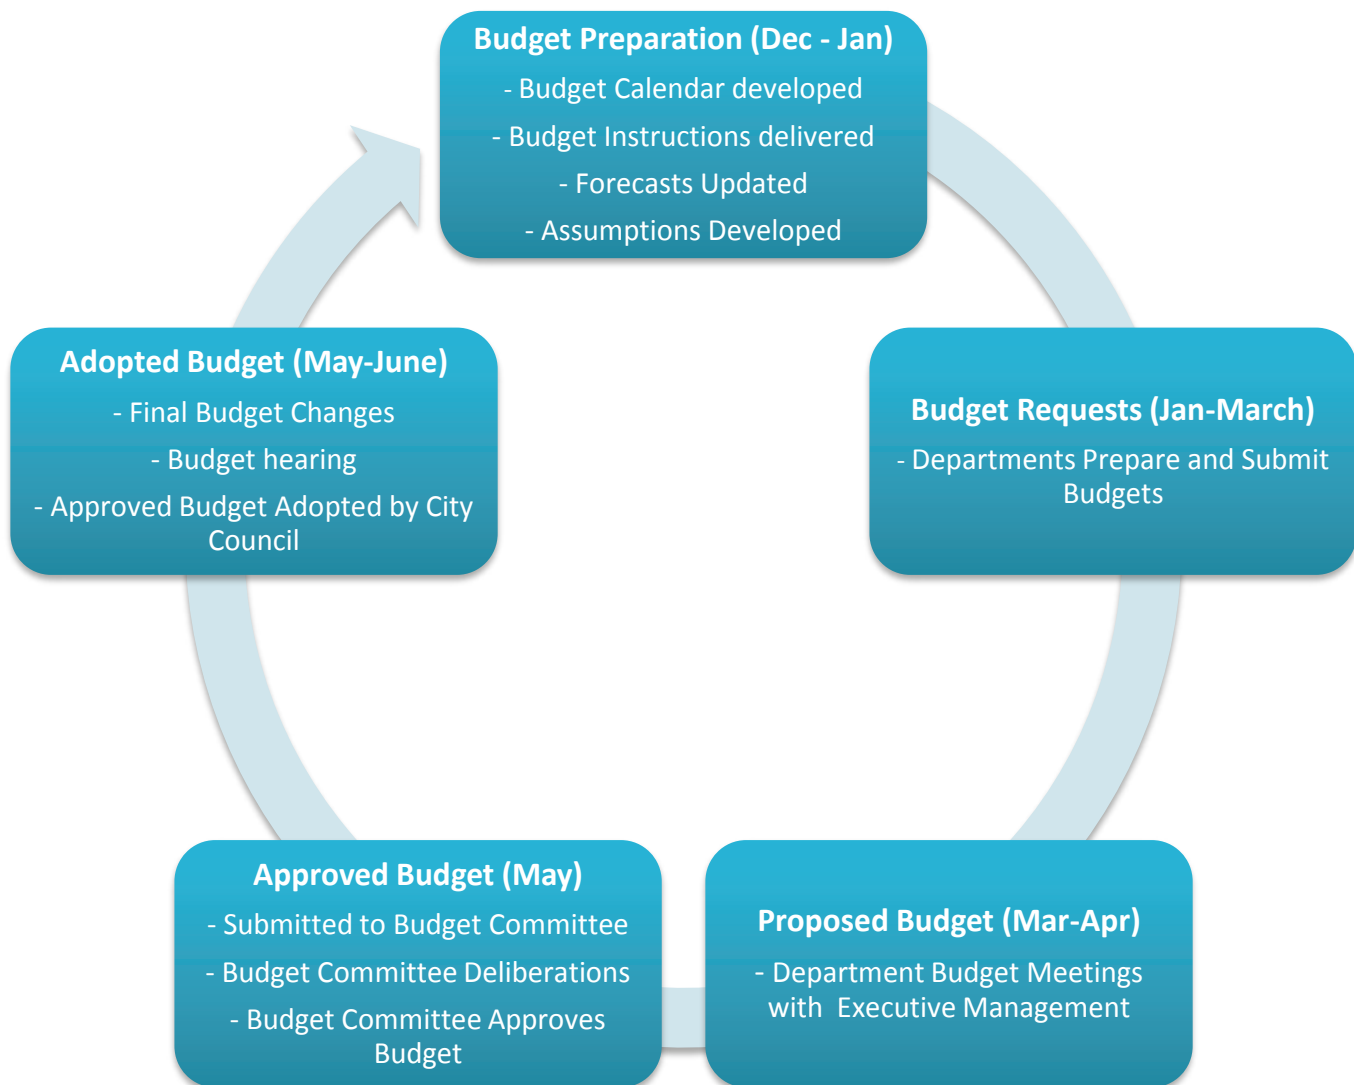 Budget Preparation (Dec - Jan)
- Budget Calendar developed
- Budget Instructions delivered
- Forecasts Updated
- Assumptions Developed
Budget Requests (Jan-March)
- Departments Prepare and Submit
Budgets
Proposed Budget (Mar-Apr)
- Department Budget Meetings
with  Executive Management
Approved Budget (May)
- Submitted to Budget Committee
- Budget Committee Deliberations
- Budget Committee Approves
Budget
Adopted Budget (May-June)
- Final Budget Changes
- Budget hearing
- Approved Budget Adopted by City
Council